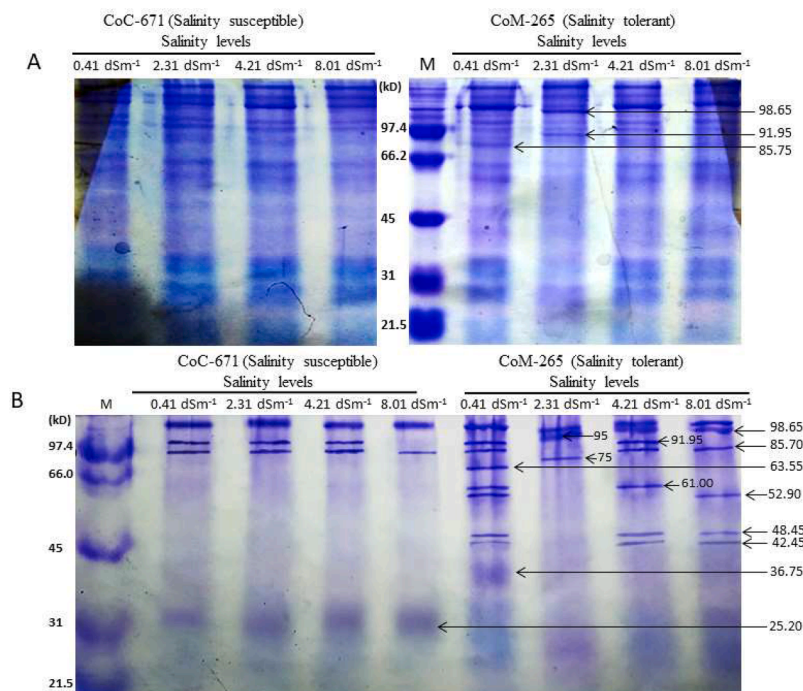 CoC-671 (Salinity susceptible)
CoM-265 (Salinity tolerant)
Salinity levels
Salinity levels
A
0.41 dSm-1 2.31 dSm-1 4.21 dSm-1 8.01 dSm-1
M 0.41 dSm-1 2.31 dSm-1 4.21 dSm-1 8.01 dSm-1
(kD)
98.65
97.4
91.95
85.75
66.2
45
31
21.5
CoC-671 (Salinity susceptible)
CoM-265 (Salinity tolerant)
Salinity levels
Salinity levels
B
M 0.41 dSm-1 2.31 dSm-1 4.21 dSm-1 8.01 dSm-1
0.41 dSm-1 2.31 dSm-1 4.21 dSm-1 8.01 dSm-1
(kD)
98.65
95
91.95
97.4
85.70
75
63.55
66.0
61.00
52.90
48.45
42.45
45
36.75
31
25.20
21.5